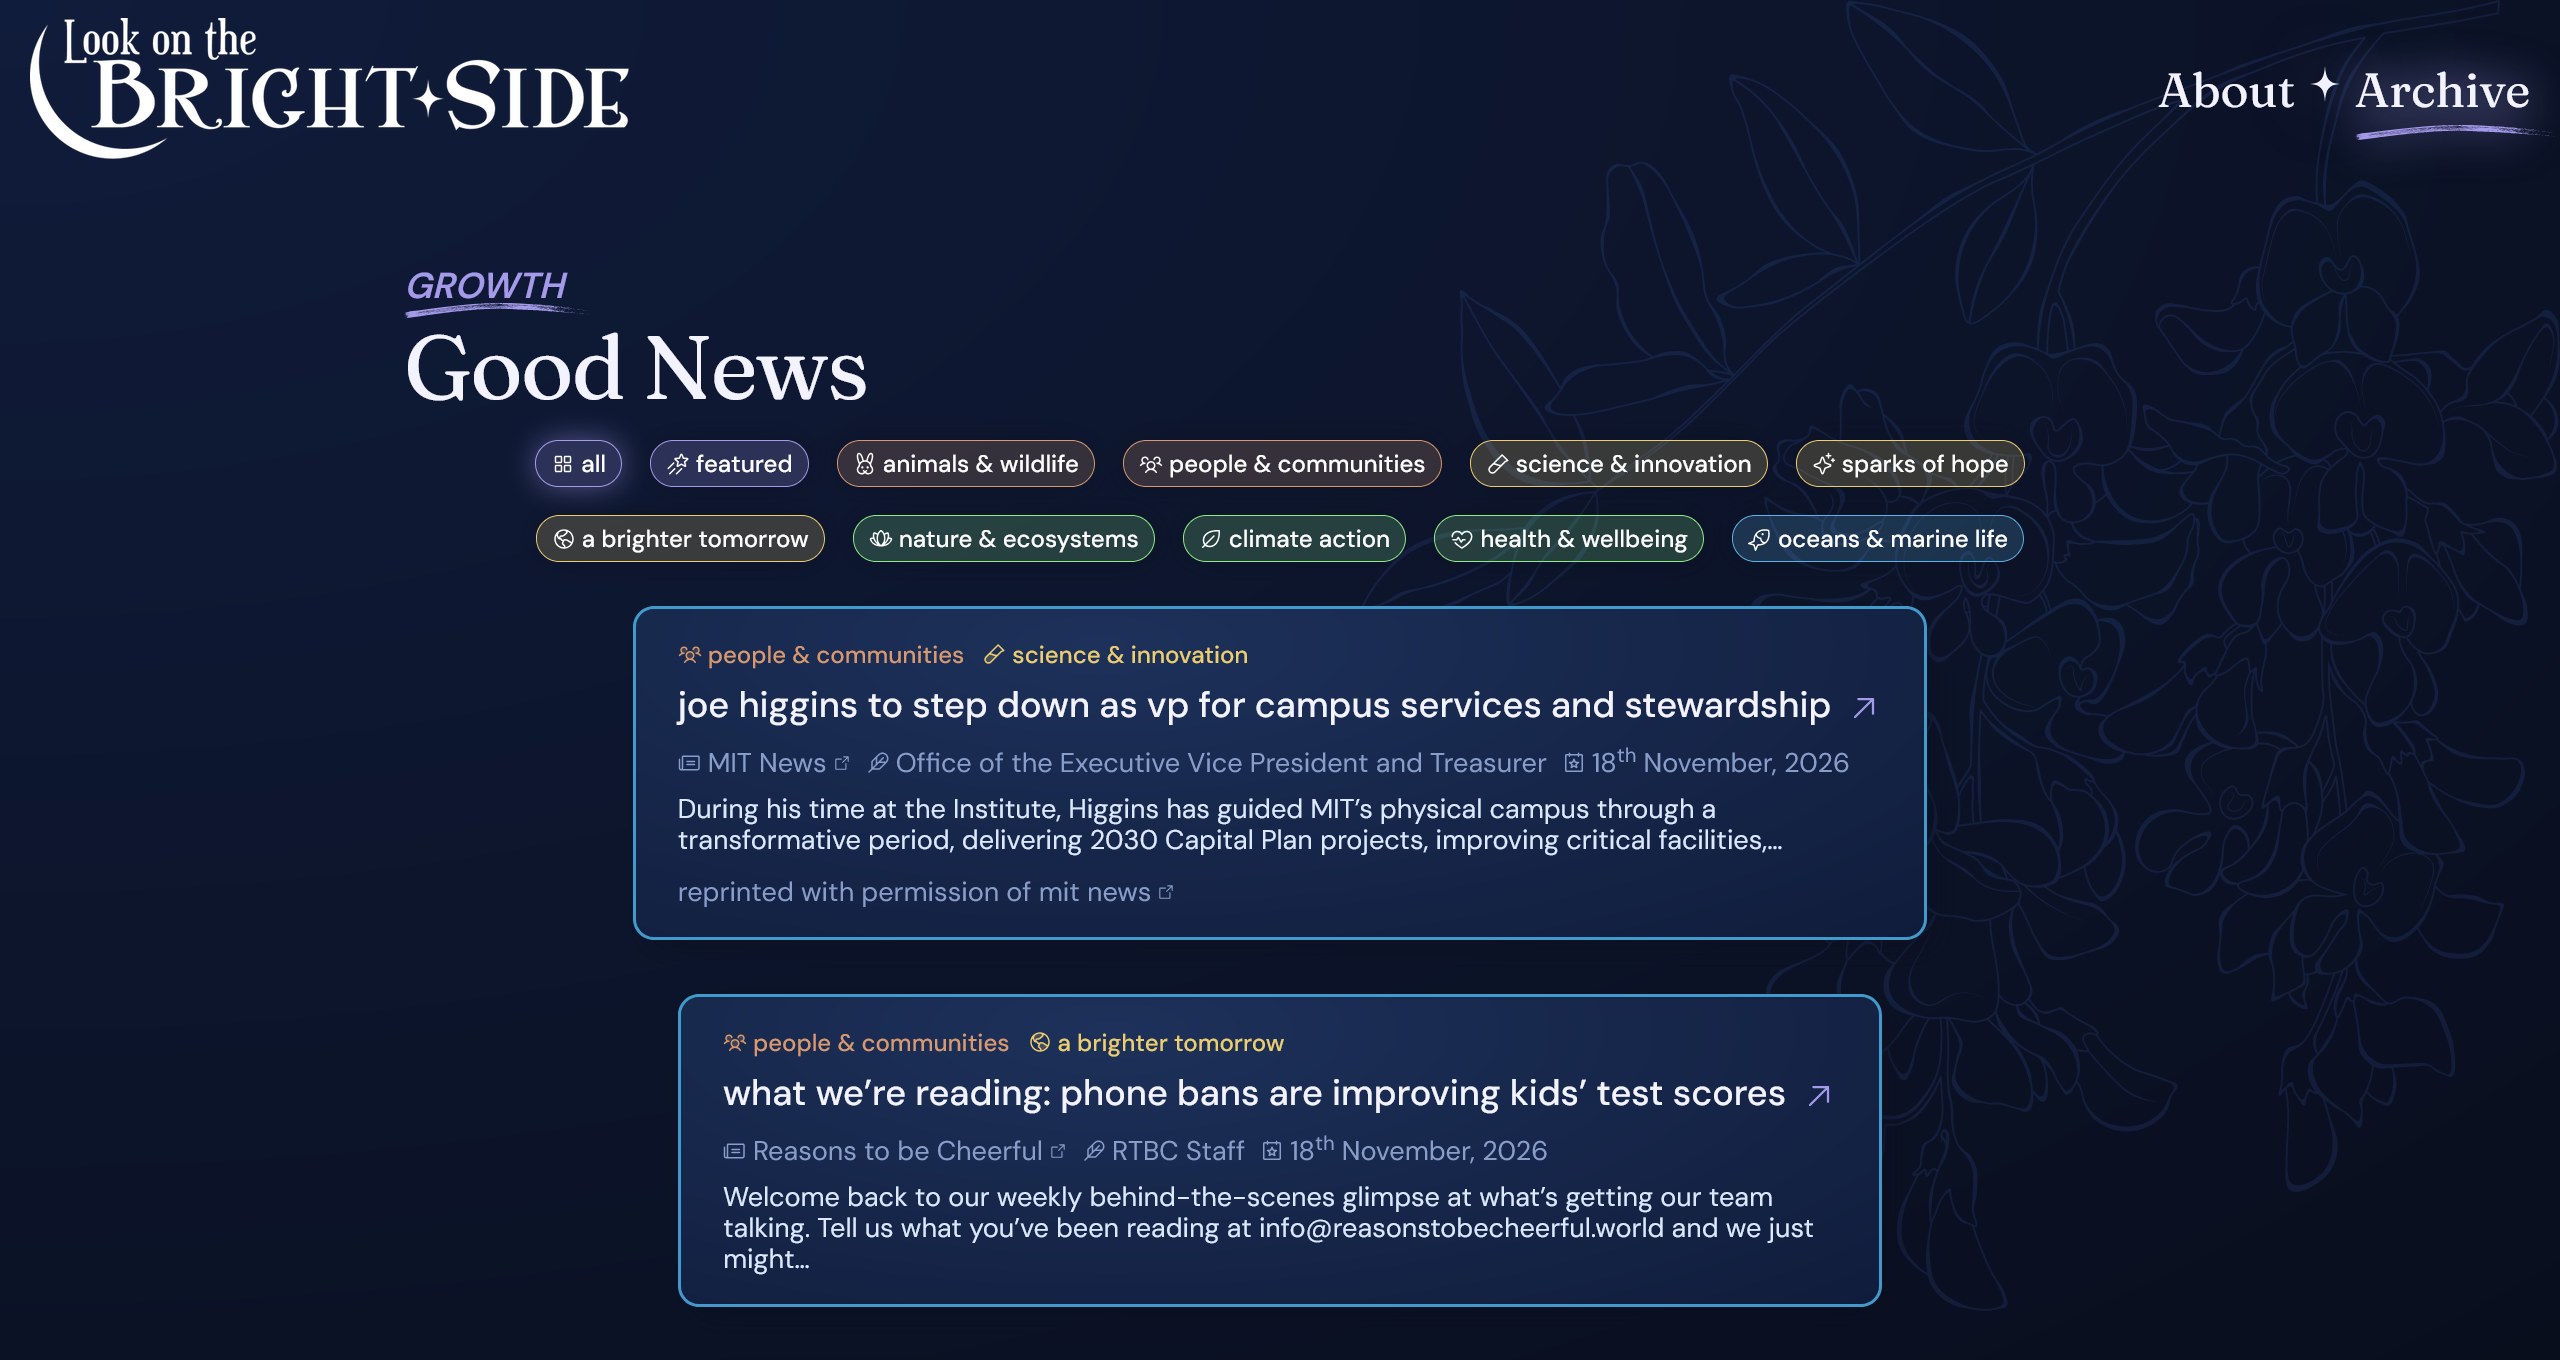 Look on the
BRIGHT SIDE
About Archive
GROWTH
Good News
all featured animals & wildlife people & communities science & innovation sparks of hope
a brighter tomorrow nature & ecosystems climate action health & wellbeing oceans & marine life
people & communities science & innovation
joe higgins to step down as vp for campus services and stewardship
MIT News Office of the Executive Vice President and Treasurer 18th November, 2026
During his time at the Institute, Higgins has guided MIT’s physical campus through a
transformative period, delivering 2030 Capital Plan projects, improving critical facilities,...
reprinted with permission of mit news
people & communities a brighter tomorrow
what we’re reading: phone bans are improving kids’ test scores
Reasons to be Cheerful RTBC Staff 18th November, 2026
Welcome back to our weekly behind-the-scenes glimpse at what’s getting our team
talking. Tell us what you’ve been reading at info@reasonstobecheerful.world and we just
might...